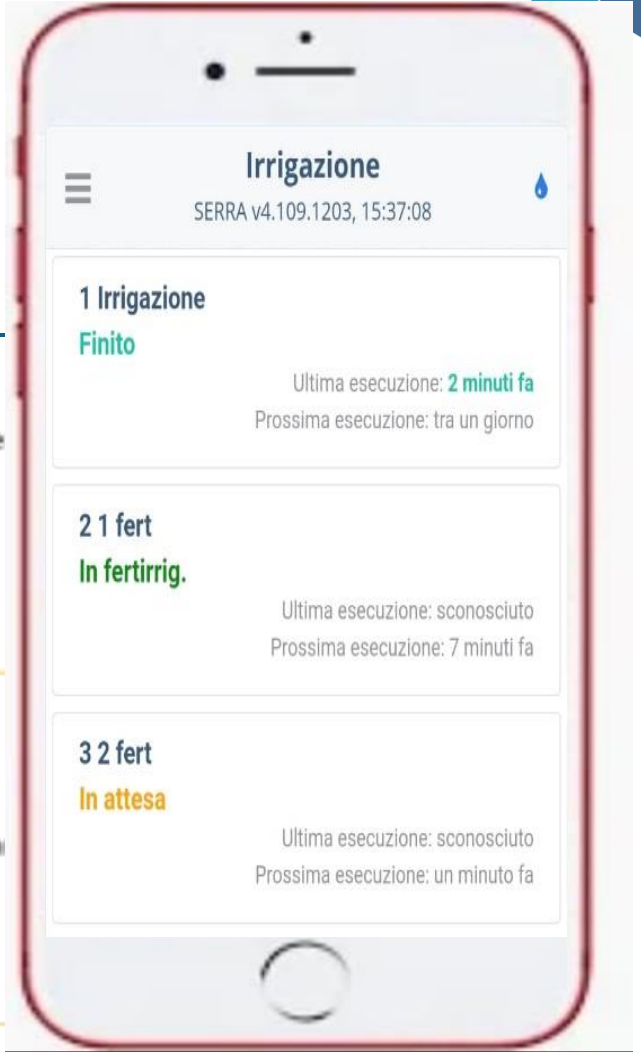 Irrigazione
SERRA v4.109.1203, 15:37:08
1 Irrigazione
Finito
Ultima esecuzione: 2 minuti fa
Prossima esecuzione: tra un giorno
2 1 fert
In fertirrig.
Ultima esecuzione: sconosciuto
Prossima esecuzione: 7 minuti fa
3 2 fert
In attesa
Ultima esecuzione: sconosciuto
Prossima esecuzione: un minuto fa